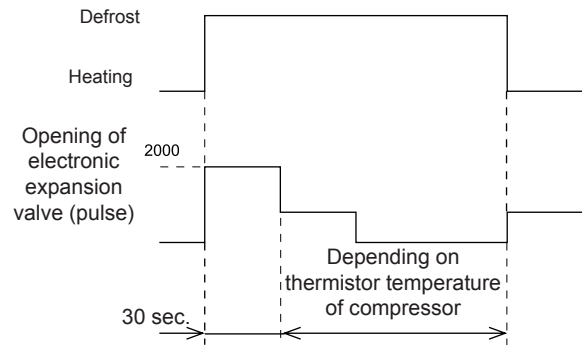 Defrost
Heating
Opening of
electronic
expansion
valve (pulse)
2000
Depending on
thermistor temperature
of compressor
30 sec.